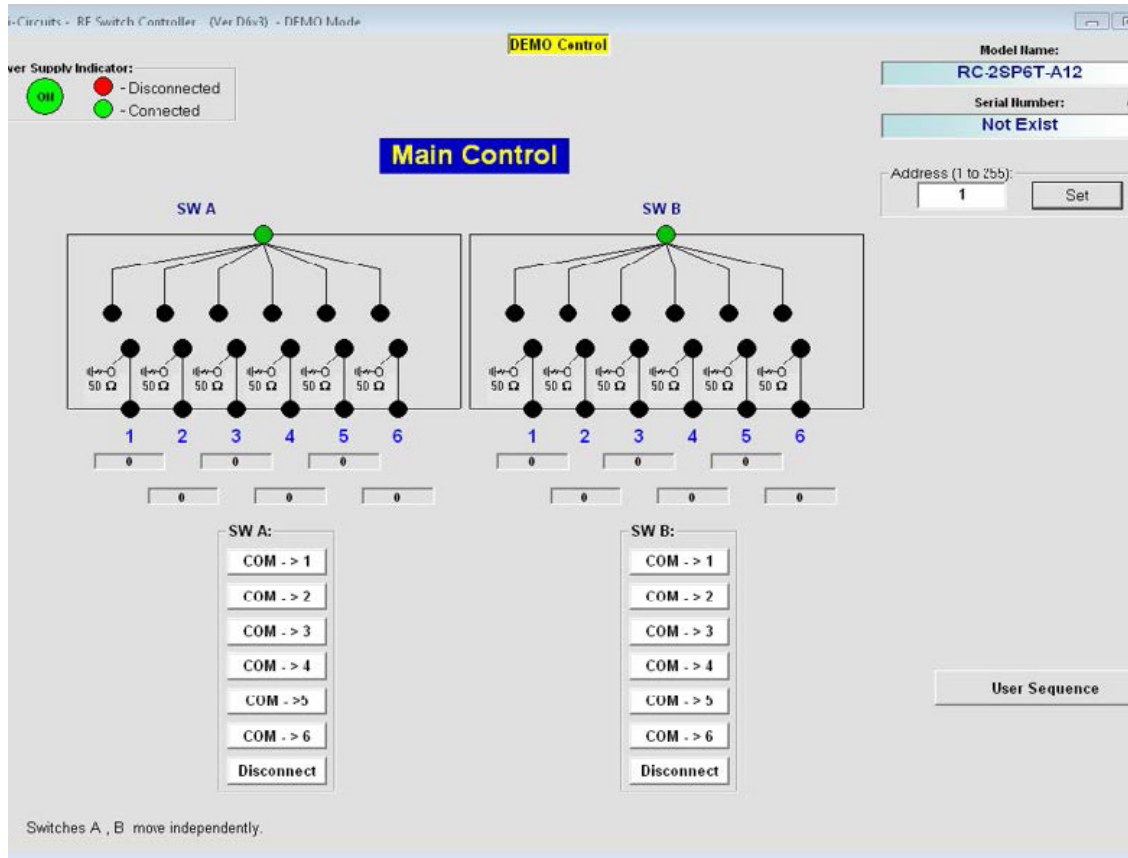 -Circuits - RF Switch Controller (Ver D6x3) - DEMO Mode
DEMO Control
Model Name:
RC-2SP6T-A12
Serial Number:
Not Exist
wer Supply Indicator:
ON
- Disconnected
- Connected
Main Control
Address (1 to 255):
1
Set
SW A
SW B
50 Ω 50 Ω 50 Ω 50 Ω 50 Ω 50 Ω
50 Ω 50 Ω 50 Ω 50 Ω 50 Ω 50 Ω
1 2 3 4 5 6
1 2 3 4 5 6
0 0 0
0 0 0
0 0 0
0 0 0
SW A:
COM - > 1
COM - > 2
COM - > 3
COM - > 4
COM - >5
COM - > 6
Disconnect
SW B:
COM - > 1
COM - > 2
COM - > 3
COM - > 4
COM - > 5
COM - > 6
Disconnect
User Sequence
Switches A , B move independently.